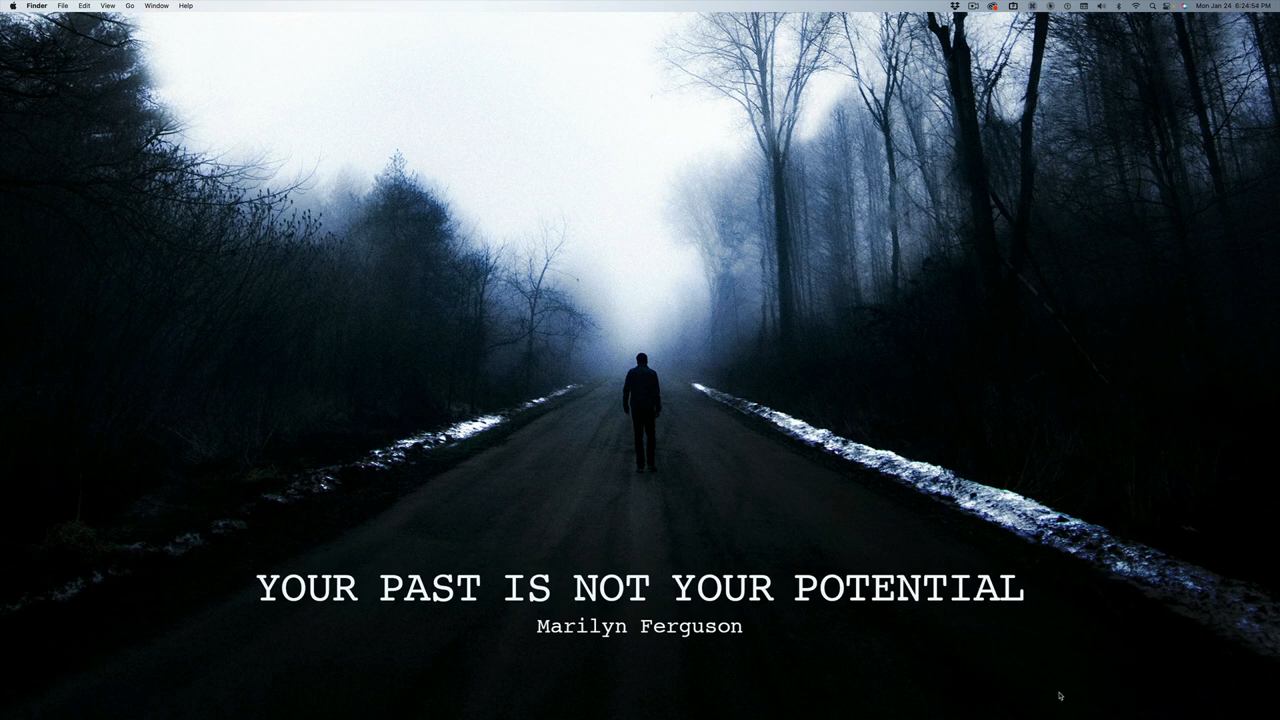 Finder File Edit View Go Window Help Mon Jan 24 6:24:54 PM
YOUR PAST IS NOT YOUR POTENTIAL
Marilyn Ferguson